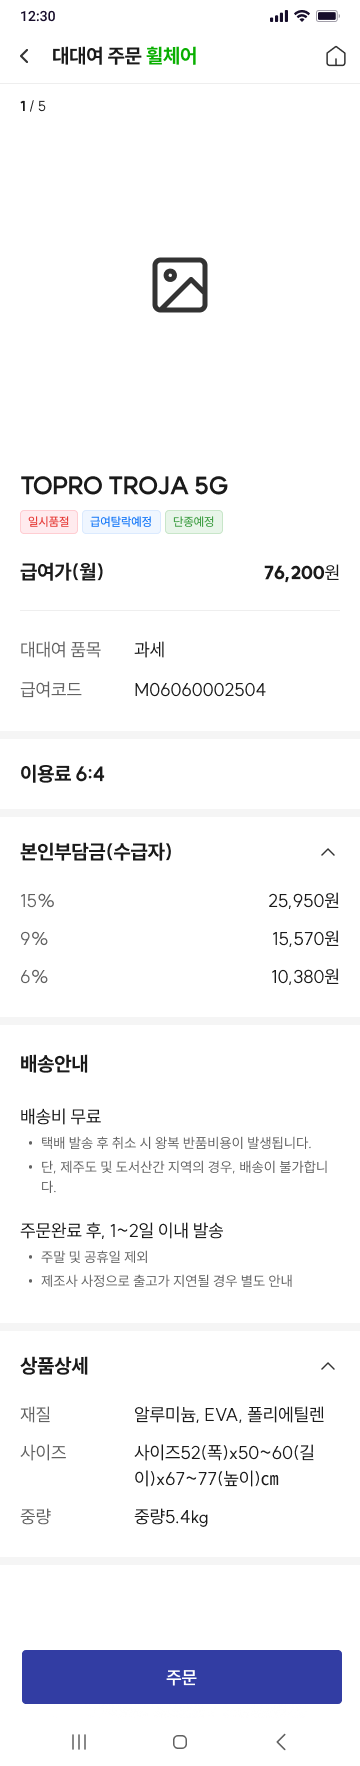 12:30
대대여 주문 휠체어
1 / 5
TOPRO TROJA 5G
일시품절 급여탈락예정 단종예정
급여가(월) 76,200원
대대여 품목 과세
급여코드 M06060002504
이용료 6:4
본인부담금(수급자)
15% 25,950원
9% 15,570원
6% 10,380원
배송안내
배송비 무료
• 택배 발송 후 취소 시 왕복 반품비용이 발생됩니다.
• 단, 제주도 및 도서산간 지역의 경우, 배송이 불가합니
다.
주문완료 후, 1~2일 이내 발송
• 주말 및 공휴일 제외
• 제조사 사정으로 출고가 지연될 경우 별도 안내
상품상세
재질 알루미늄, EVA, 폴리에틸렌
사이즈 사이즈52(폭)x50~60(길
이)x67~77(높이)㎝
중량 중량5.4kg
주문